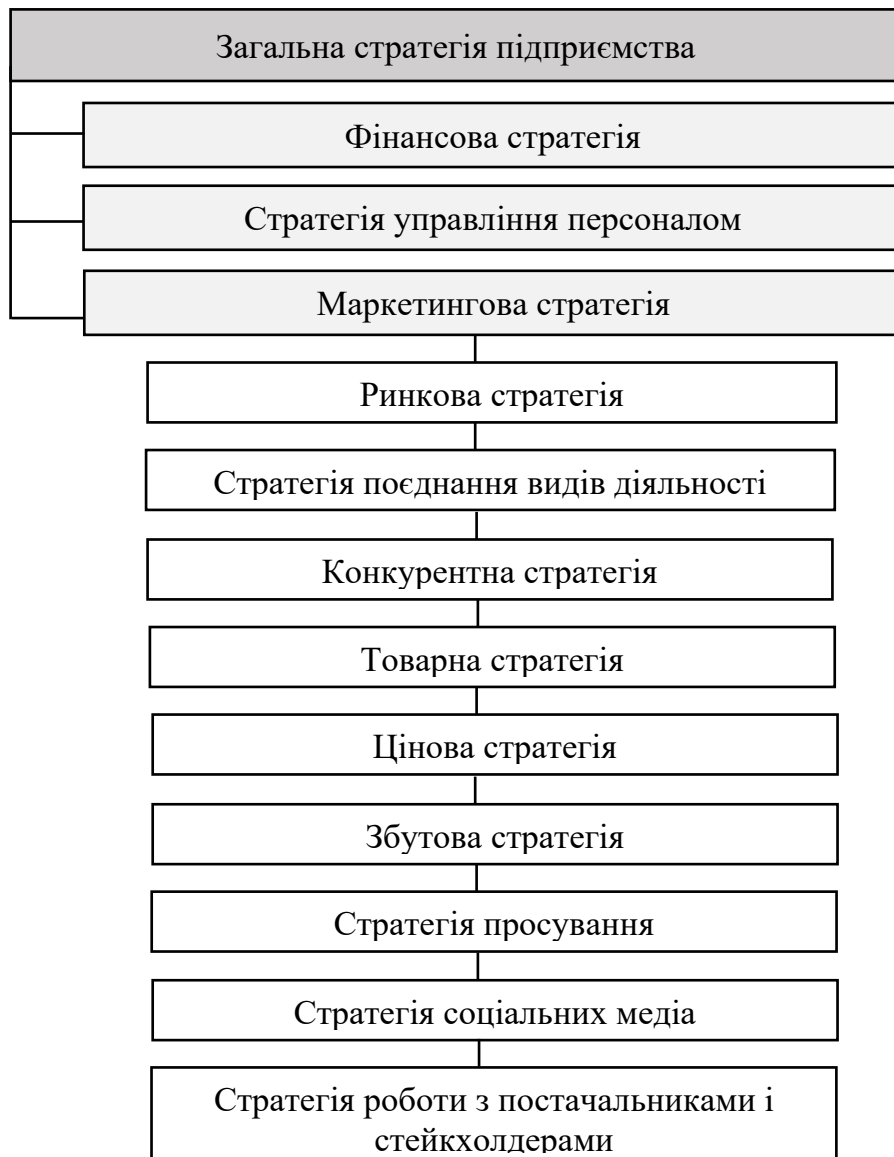 Загальна стратегія підприємства
Фінансова стратегія
Стратегія управління персоналом
Маркетингова стратегія
Ринкова стратегія
Стратегія поєднання видів діяльності
Конкурентна стратегія
Товарна стратегія
Цінова стратегія
Збутова стратегія
Стратегія просування
Стратегія соціальних медіа
Стратегія роботи з постачальниками і
стейкхолдерами